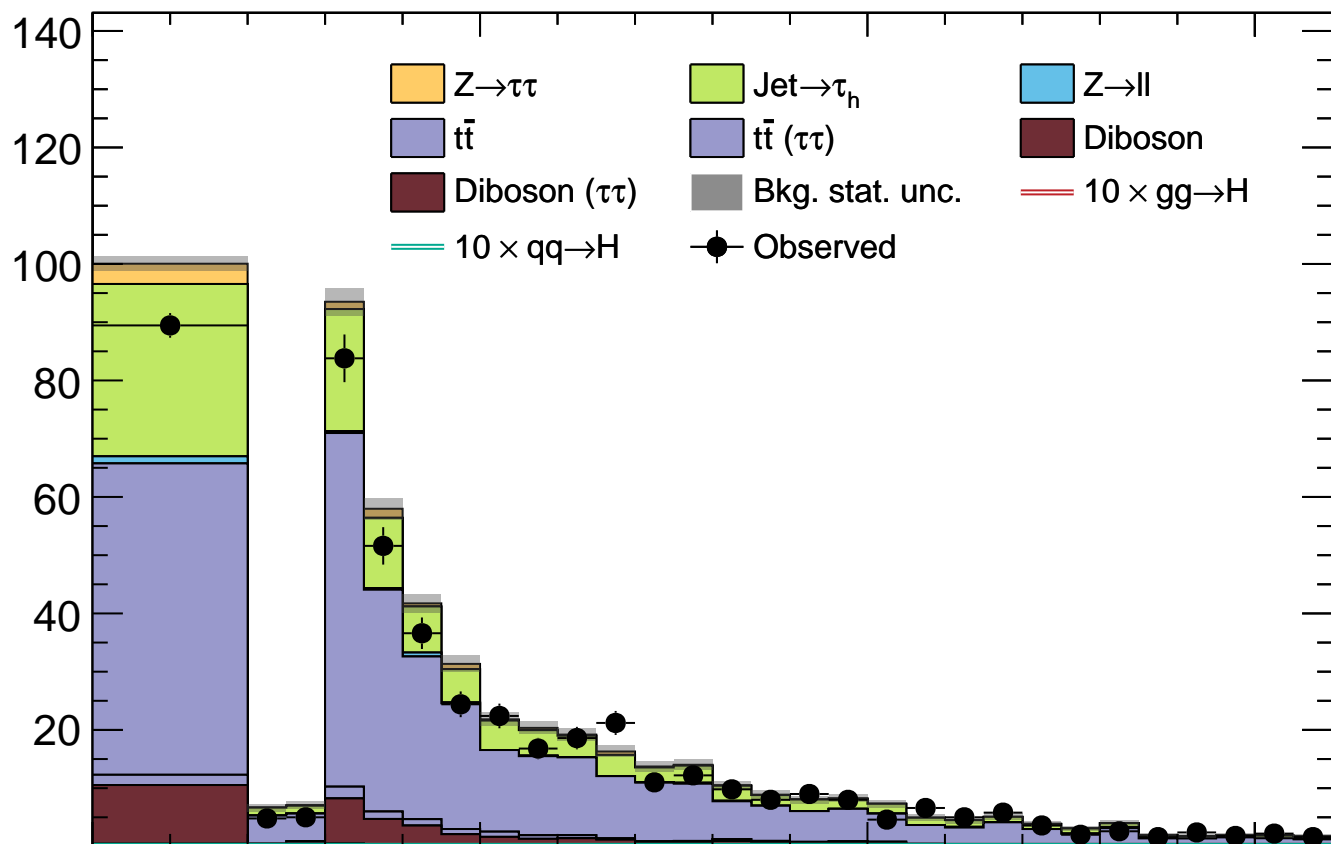 140
Z→ττ Jet→τh Z→ll
120
tt̄ tt̄ (ττ) Diboson
Diboson (ττ) Bkg. stat. unc. 10 × gg→H
10 × qq→H Observed
100
80
60
40
20